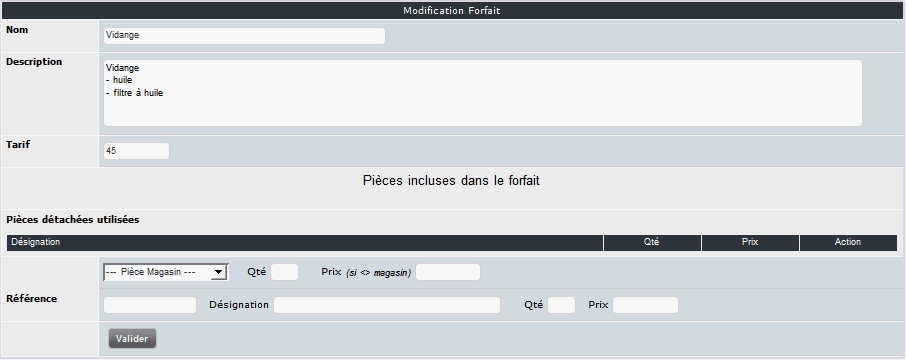 Modification Forfait
Nom Vidange
Description Vidange
- huile
- filtre à huile
Tarif 45
Pièces incluses dans le forfait
Pièces détachées utilisées
Désignation Qté Prix Action
--- Pièce Magasin --- Qté Prix (si <> magasin)
Référence Désignation Qté Prix
Valider